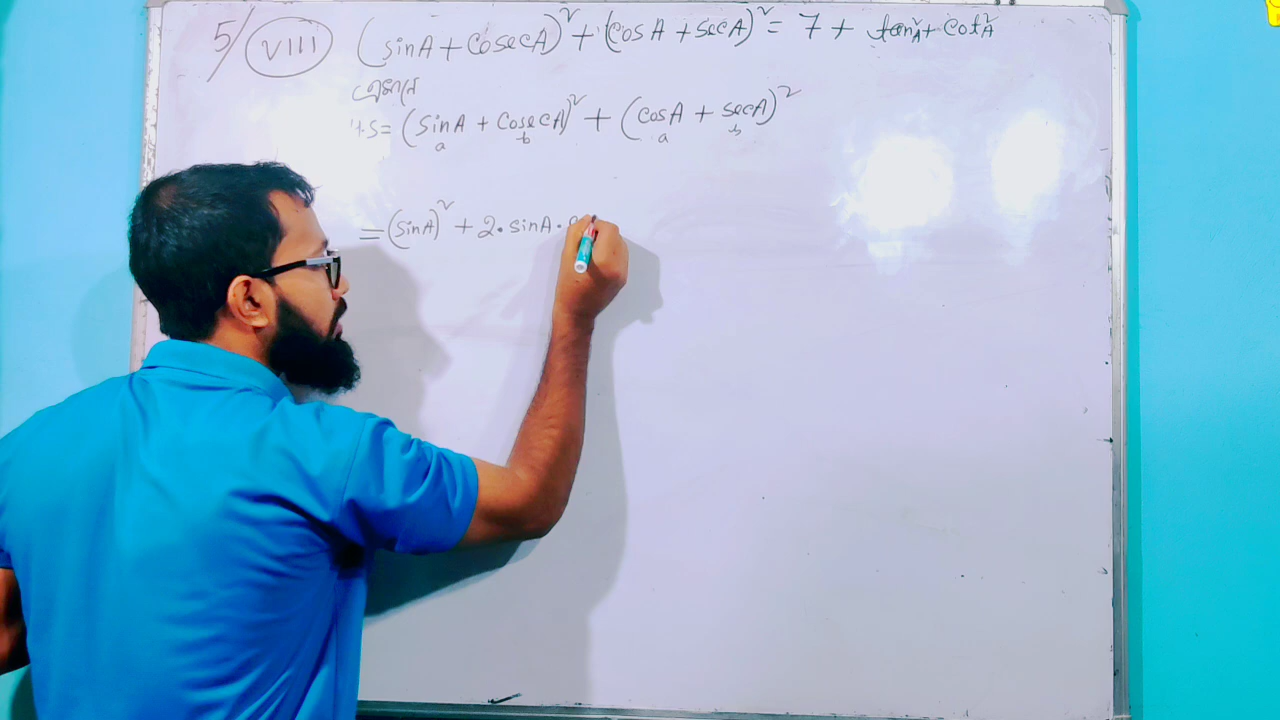 5/ VIII (sinA + CosecA)² + (cosA + secA)² = 7 + tan²A + Cot²A
এখানে
H.S = (sinA + CosecA)² + (cosA + secA)²
a b a b
= (sinA)² + 2 · sinA ·